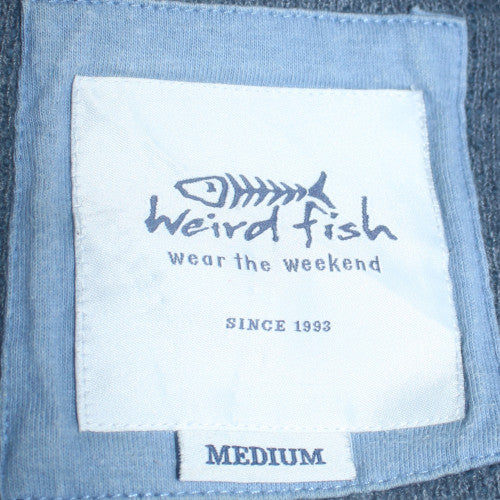 weird fish
wear the weekend
SINCE 1993
MEDIUM